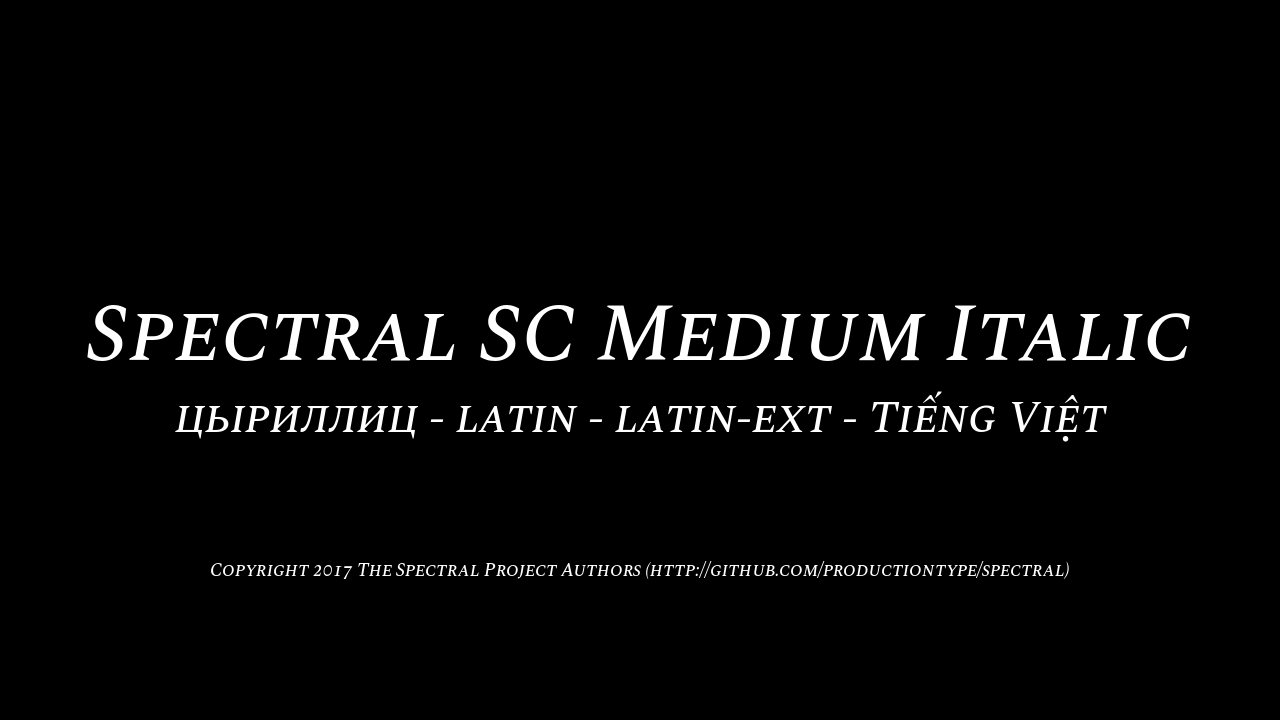 Spectral SC Medium Italic
цыриллиц - latin - latin-ext - Tiếng Việt
Copyright 2017 The Spectral Project Authors (http://github.com/productiontype/spectral)